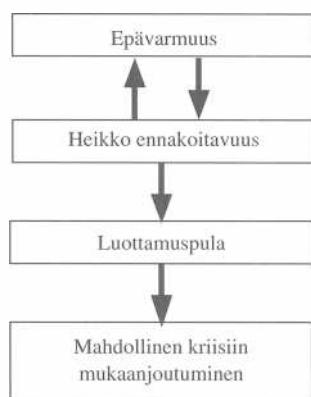 Epävarmuus
Heikko ennakoitavuus
Luottamuspula
Mahdollinen kriisiin
mukaanjoutuminen